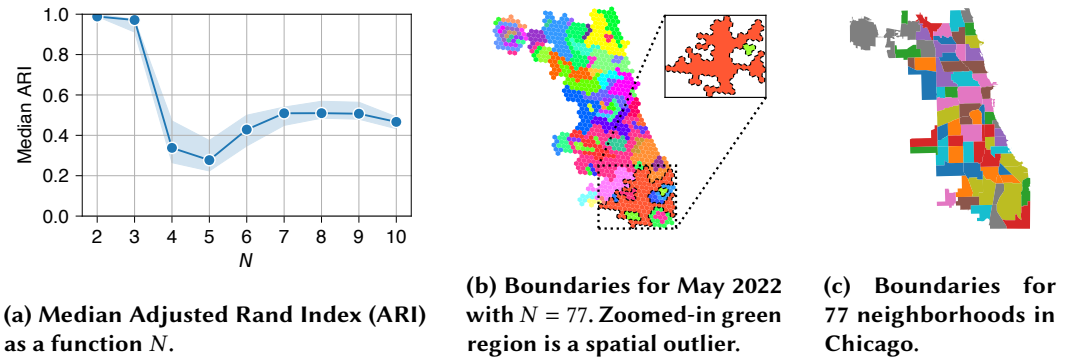 1.0
0.8
0.6
0.4
0.2
0.0
Median ARI
2 3 4 5 6 7 8 9 10
N
(a) Median Adjusted Rand Index (ARI)
as a function N.
(b) Boundaries for May 2022
with N = 77. Zoomed-in green
region is a spatial outlier.
(c) Boundaries for
77 neighborhoods in
Chicago.